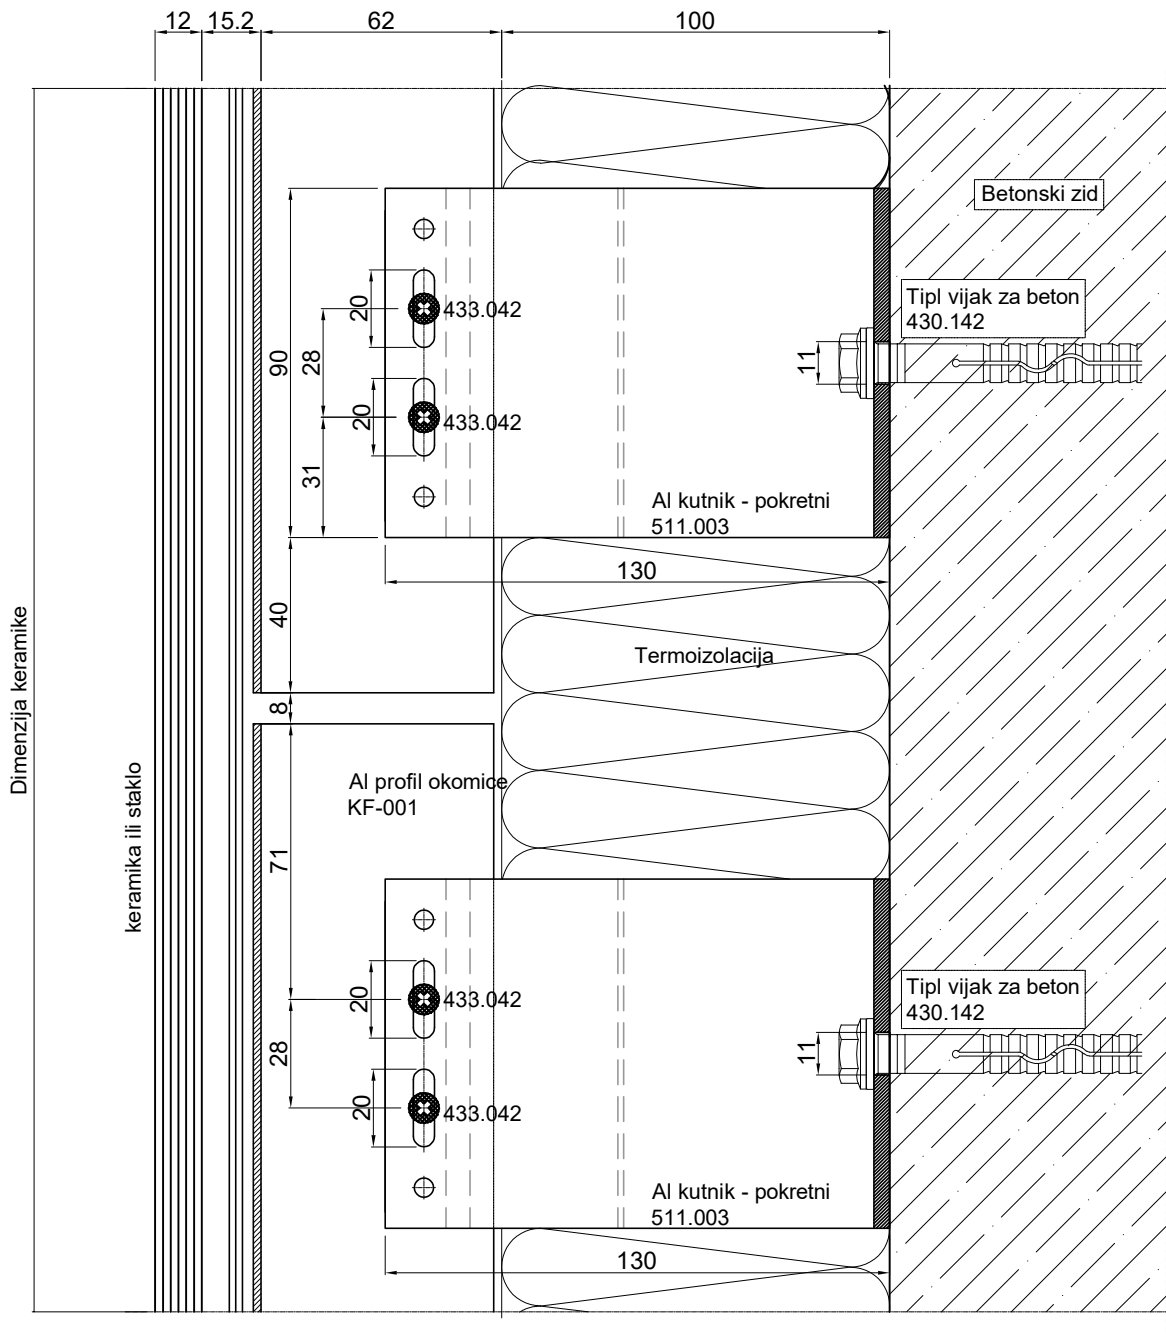 12
15.2
62
100
Betonski zid
Tipl vijak za beton
430.142
20
433.042
28
90
11
20
433.042
31
Al kutnik - pokretni
511.003
130
40
Termoizolacija
8
Dimenzija keramike
keramika ili staklo
Al profil okomice
KF-001
71
Tipl vijak za beton
430.142
20
433.042
28
11
20
433.042
Al kutnik - pokretni
511.003
130